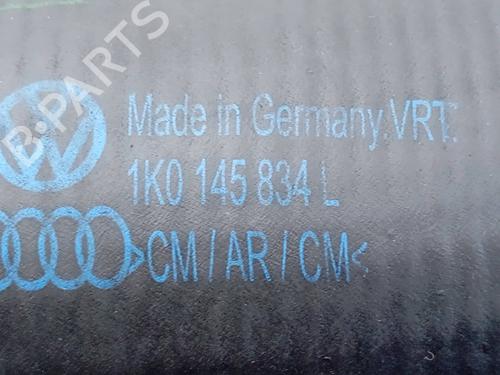 B-PARTS
Made in Germany.VRT.
1K0 145 834 L
>CM / AR / CM<